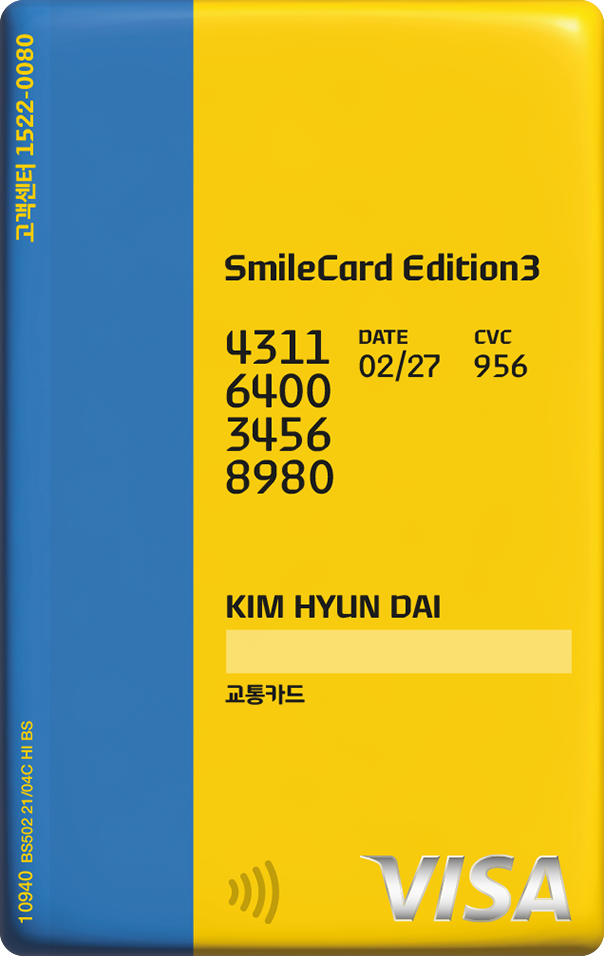 고객센터 1522-0080
SmileCard Edition3
4311
6400
3456
8980
DATE
02/27
CVC
956
KIM HYUN DAI
교통카드
10940 BS502 21/04C HI BS
VISA